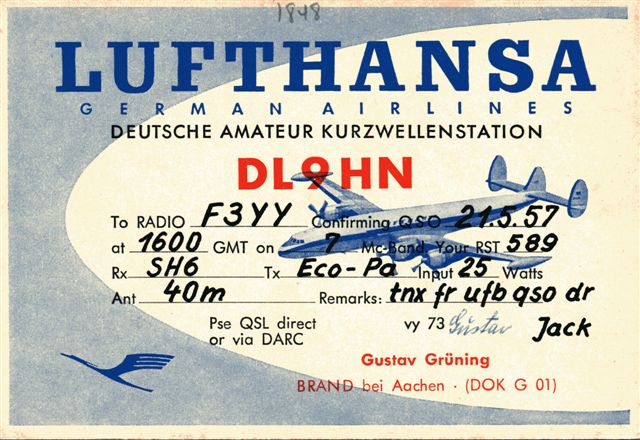 1848
LUFTHANSA
GERMAN AIRLINES
DEUTSCHE AMATEUR KURZWELLENSTATION
DL9HN
To RADIO F3YY Confirming QSO 21.5.57
at 1600 GMT on 7 Mc-Band. Your RST 589
Rx SH6 Tx Eco-Pa Input 25 Watts
Ant 40m Remarks: tnx fr ufb qso dr
Pse QSL direct vy 73 Gustav Jack
or via DARC
Gustav Grüning
BRAND bei Aachen · (DOK G 01)